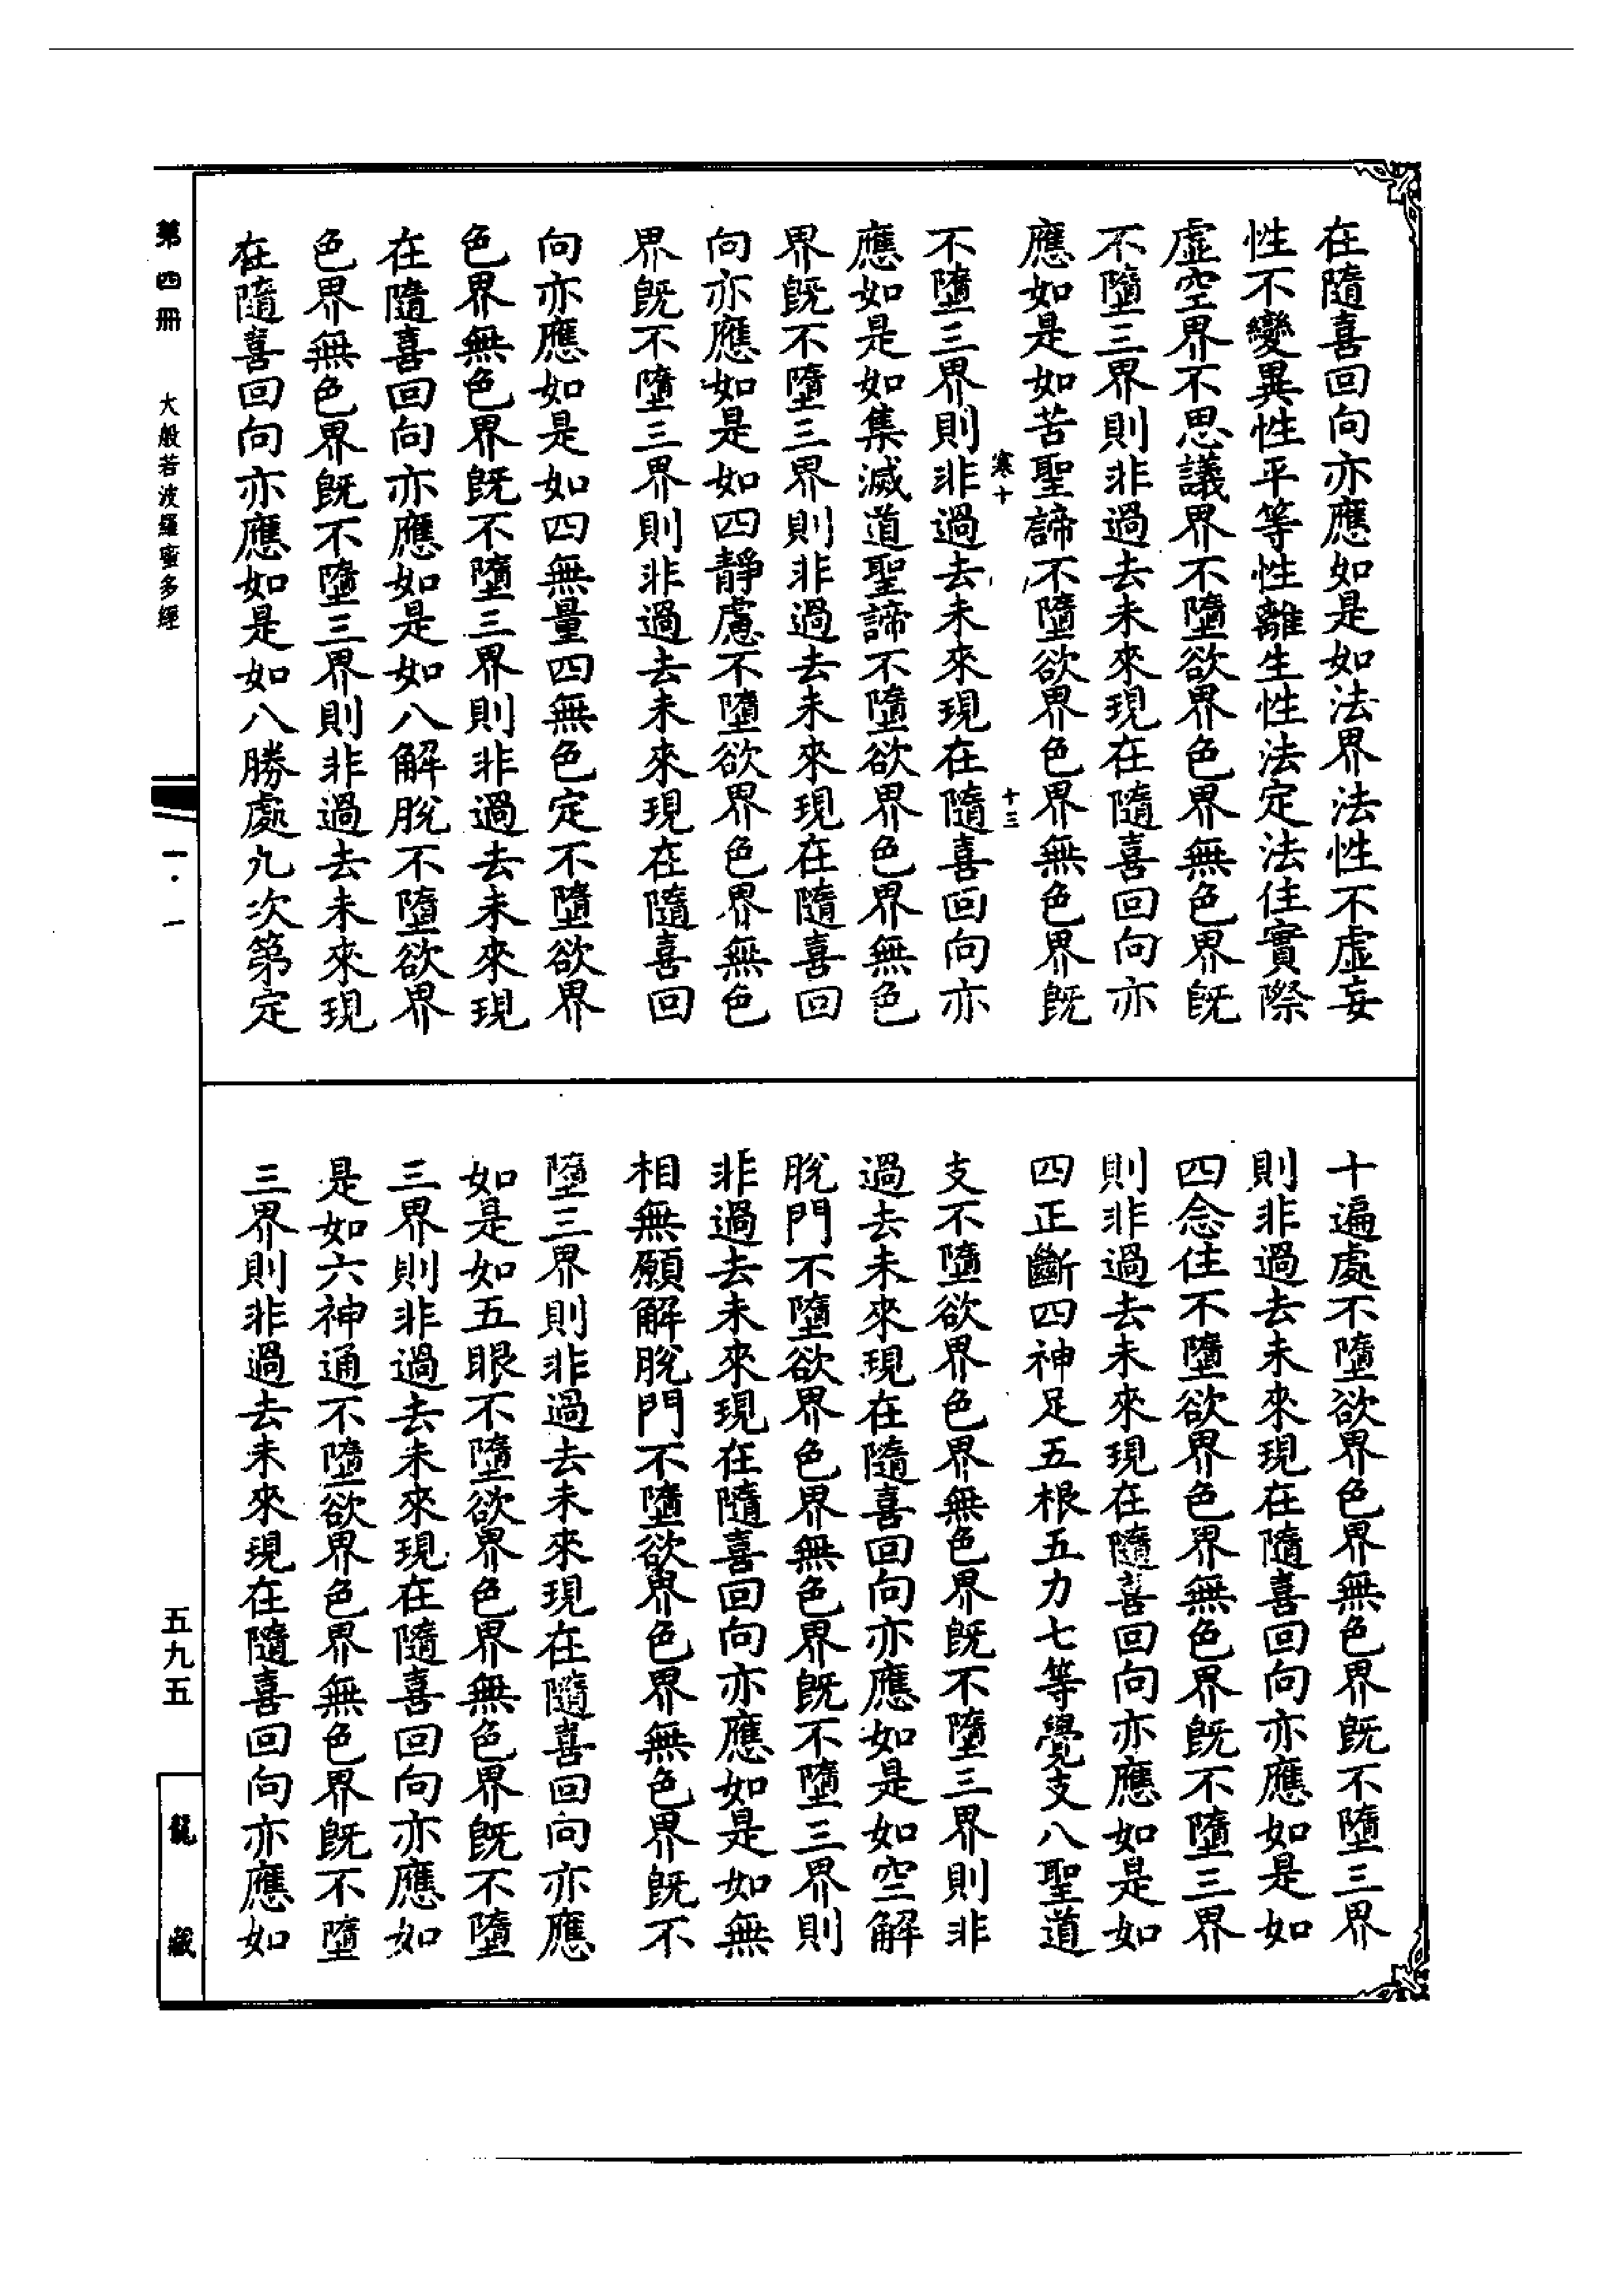 在隨喜回向亦應如是如法界法性不虛妄
性不變異性平等性離生性法定法住實際
虛空界不思議界不墮欲界色界無色界既
不墮三界則非過去未來現在隨喜回向亦
應如是如苦聖諦不墮欲界色界無色界既
寒十 十三
不墮三界則非過去未來現在隨喜回向亦
應如是如集滅道聖諦不墮欲界色界無色
界既不墮三界則非過去未來現在隨喜回
向亦應如是如四靜慮不墮欲界色界無色
界既不墮三界則非過去未來現在隨喜回
向亦應如是如四無量四無色定不墮欲界
色界無色界既不墮三界則非過去未來現
在隨喜回向亦應如是如八解脫不墮欲界
色界無色界既不墮三界則非過去未來現
在隨喜回向亦應如是如八勝處九次第定
十遍處不墮欲界色界無色界既不墮三界
則非過去未來現在隨喜回向亦應如是如
四念住不墮欲界色界無色界既不墮三界
則非過去未來現在隨喜回向亦應如是如
四正斷四神足五根五力七等覺支八聖道
支不墮欲界色界無色界既不墮三界則非
過去未來現在隨喜回向亦應如是如空解
脫門不墮欲界色界無色界既不墮三界則
非過去未來現在隨喜回向亦應如是如無
相無願解脫門不墮欲界色界無色界既不
墮三界則非過去未來現在隨喜回向亦應
如是如五眼不墮欲界色界無色界既不墮
三界則非過去未來現在隨喜回向亦應如
是如六神通不墮欲界色界無色界既不墮
三界則非過去未來現在隨喜回向亦應如
第四冊 大般若波羅蜜多經 一·一 五九五 龍藏